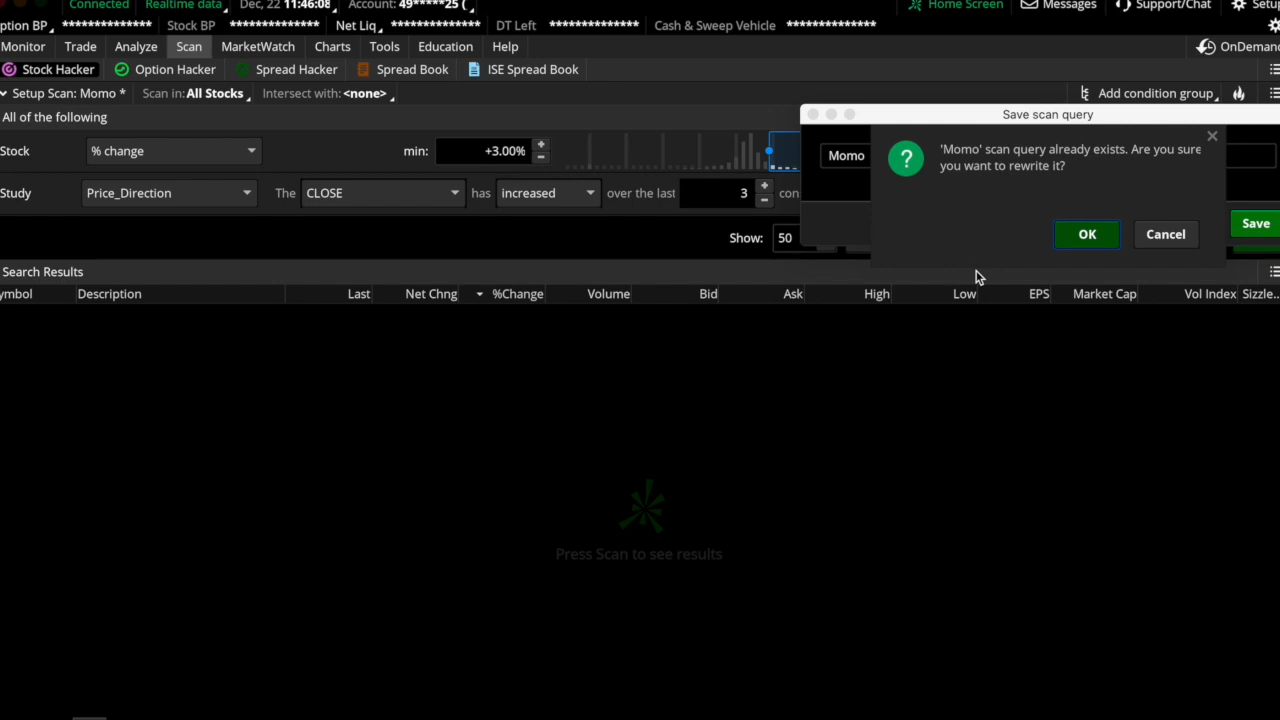 Connected Realtime data Dec, 22 11:46:08 Account: 49*****25 ( Home Screen Messages Support/Chat Setup
ption BP ************** Stock BP ************** Net Liq ************** DT Left ************** Cash & Sweep Vehicle **************
Monitor Trade Analyze Scan MarketWatch Charts Tools Education Help OnDemand
Stock Hacker Option Hacker Spread Hacker Spread Book ISE Spread Book
Setup Scan: Momo * Scan in: All Stocks Intersect with: <none> Add condition group
All of the following Save scan query
Stock % change min: +3.00% Momo 'Momo' scan query already exists. Are you sure
you want to rewrite it?
Study Price_Direction The CLOSE has increased over the last 3 con
Show: 50 OK Cancel Save
Search Results
ymbol Description Last Net Chng %Change Volume Bid Ask High Low EPS Market Cap Vol Index Sizzle..
Press Scan to see results